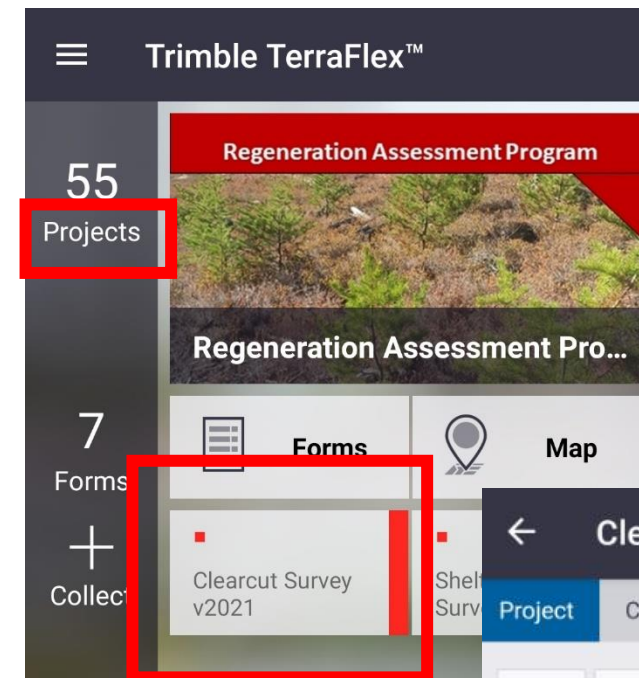 Trimble TerraFlex™
55
Projects
Regeneration Assessment Program
Regeneration Assessment Pro...
7
Forms
Collect
Forms
Map
Clearcut Survey
v2021
Project